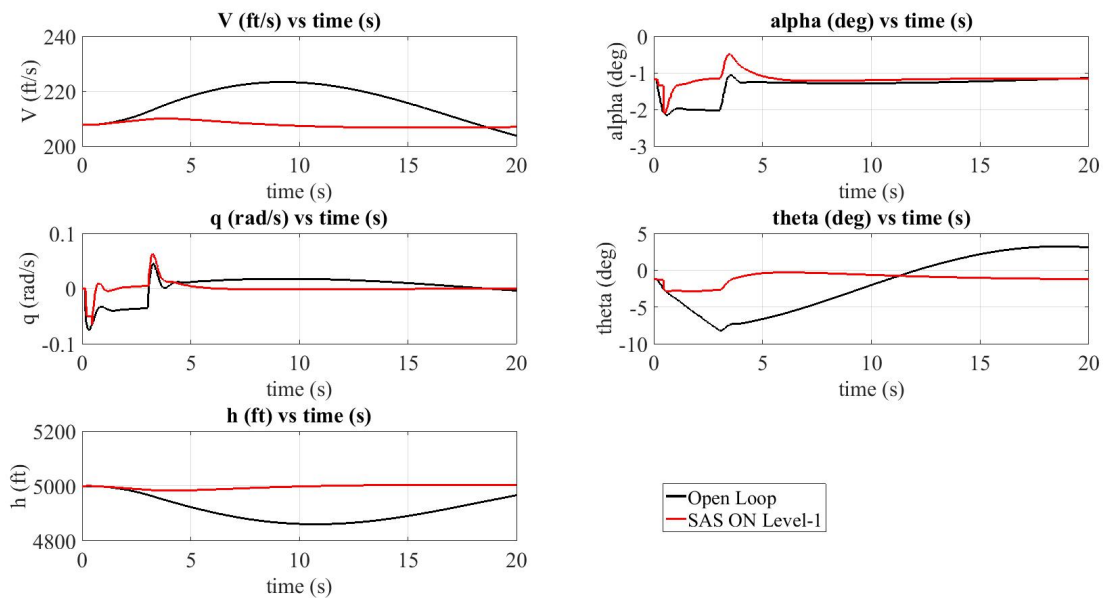 V (ft/s) vs time (s)
V (ft/s)
240
220
200
0
5
10
15
20
time (s)
alpha (deg) vs time (s)
alpha (deg)
0
-1
-2
-3
0
5
10
15
20
time (s)
q (rad/s) vs time (s)
q (rad/s)
0.1
0
-0.1
0
5
10
15
20
time (s)
theta (deg) vs time (s)
theta (deg)
5
0
-5
-10
0
5
10
15
20
time (s)
h (ft) vs time (s)
h (ft)
5200
5000
4800
0
5
10
15
20
time (s)
Open Loop
SAS ON Level-1